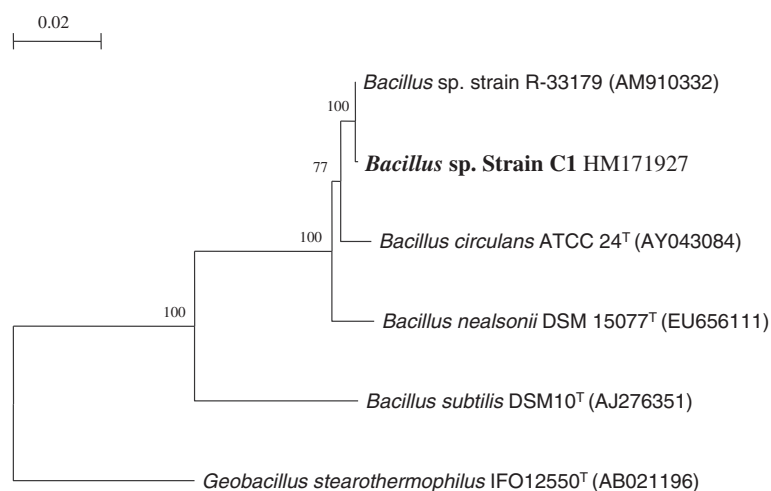 0.02
Bacillus sp. strain R-33179 (AM910332)
100
Bacillus sp. Strain C1 HM171927
77
Bacillus circulans ATCC 24ᵀ (AY043084)
100
Bacillus nealsonii DSM 15077ᵀ (EU656111)
100
Bacillus subtilis DSM10ᵀ (AJ276351)
Geobacillus stearothermophilus IFO12550ᵀ (AB021196)